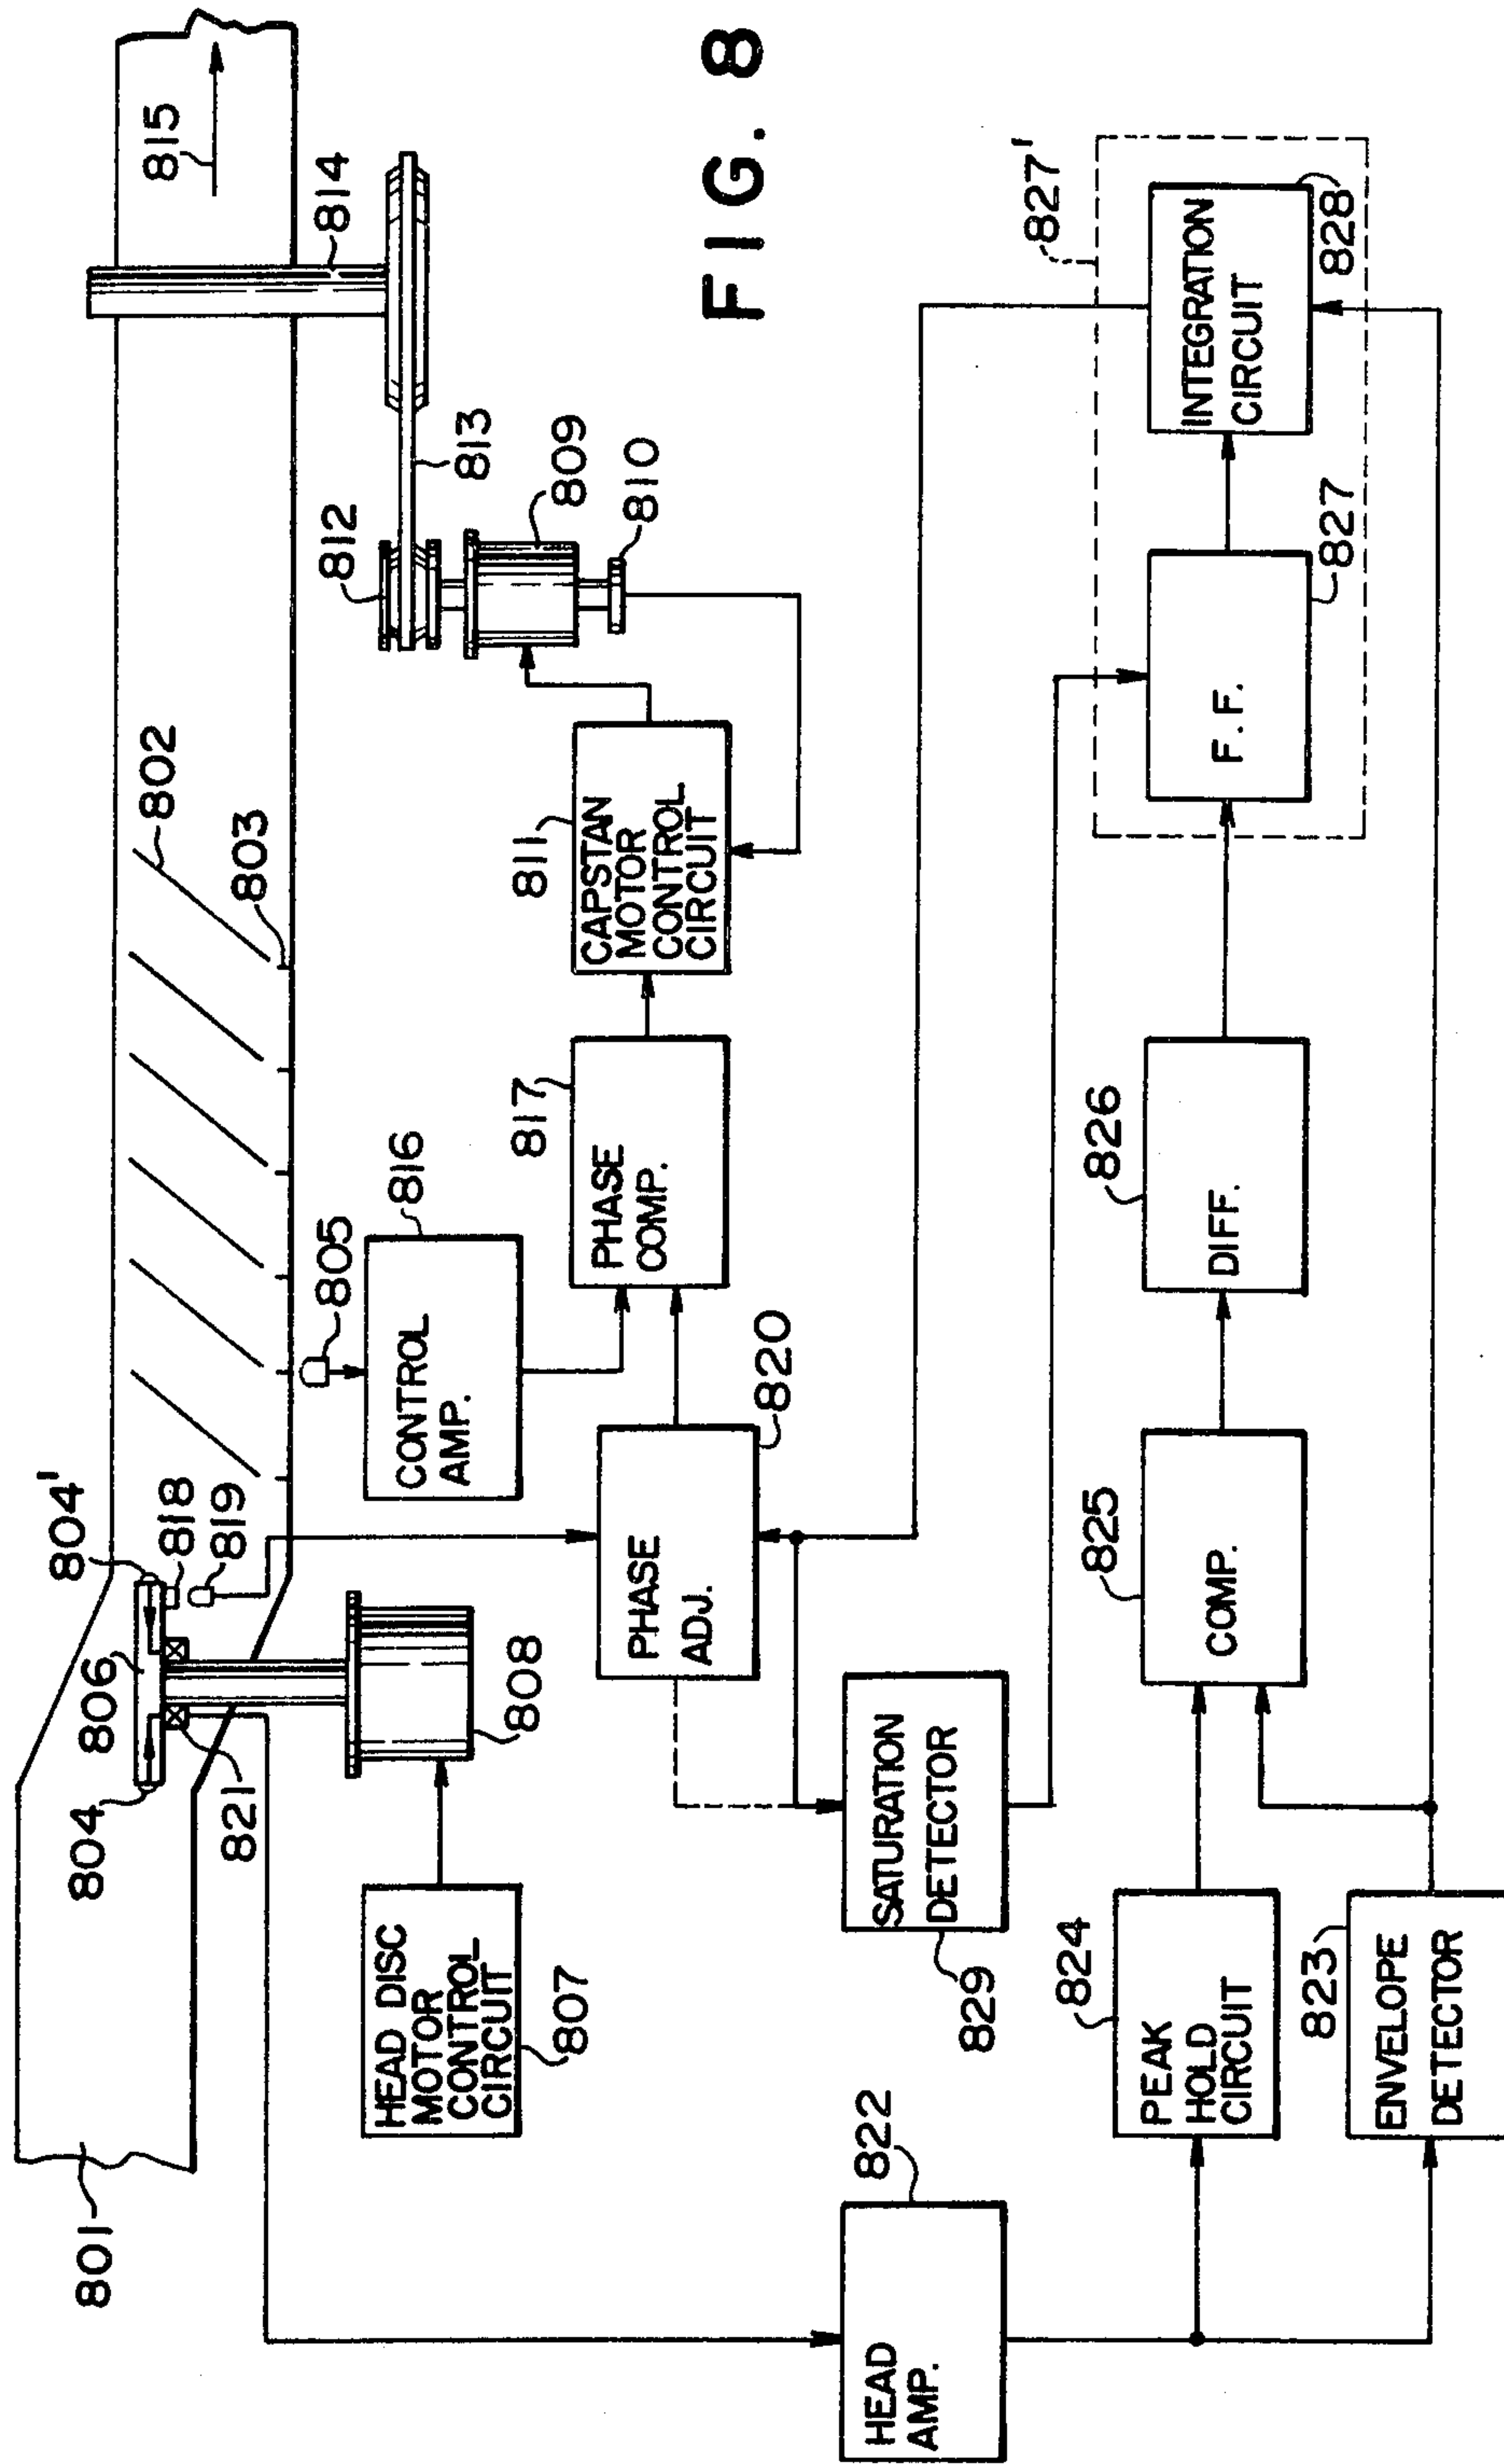 FIG. 8
801
804
806
804'
818
819
821
802
803
815
814
813
812
809
810
805
808
HEAD DISC
MOTOR
CONTROL
CIRCUIT
807
CONTROL
AMP.
816
PHASE
COMP.
817
CAPSTAN
MOTOR
CONTROL
CIRCUIT
811
PHASE
ADJ.
820
SATURATION
DETECTOR
829
HEAD
AMP.
822
PEAK
HOLD
CIRCUIT
824
ENVELOPE
DETECTOR
823
COMP.
825
DIFF.
826
F.F.
827
INTEGRATION
CIRCUIT
828
827'